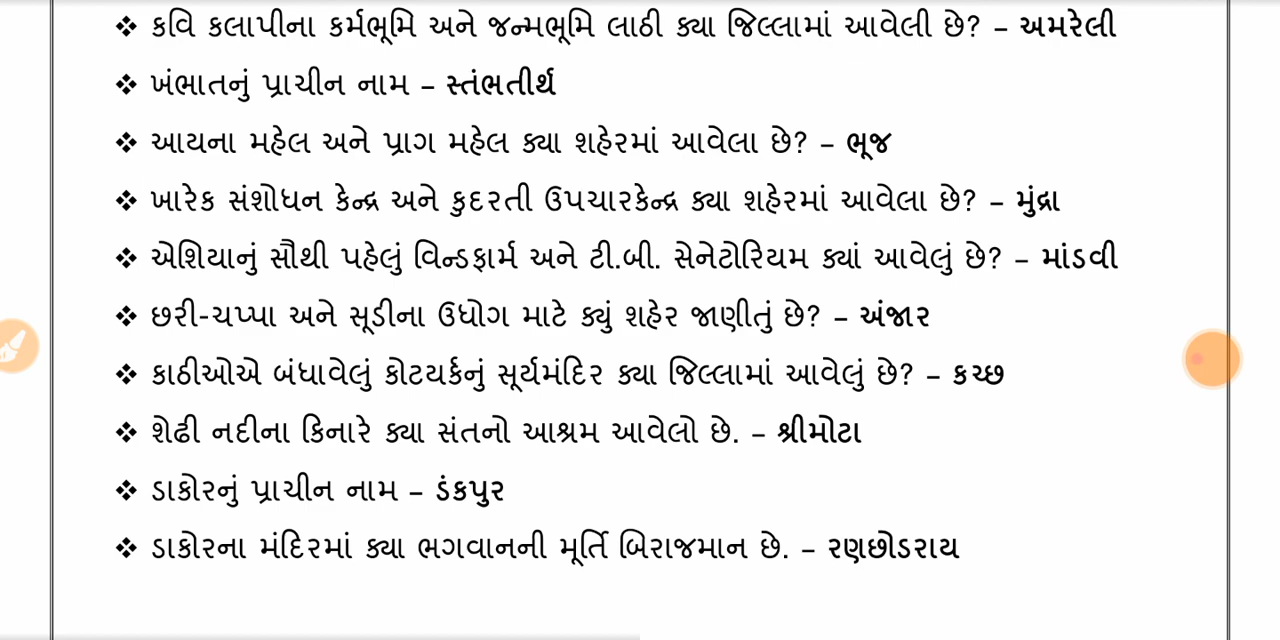 ❖ કવિ કલાપીના કર્મભૂમિ અને જન્મભૂમિ લાઠી ક્યા જિલ્લામાં આવેલી છે? – અમરેલી
❖ ખંભાતનું પ્રાચીન નામ – સ્તંભતીર્થ
❖ આયના મહેલ અને પ્રાગ મહેલ ક્યા શહેરમાં આવેલા છે? – ભૂજ
❖ ખારેક સંશોધન કેન્દ્ર અને કુદરતી ઉપચારકેન્દ્ર ક્યા શહેરમાં આવેલા છે? – મુંદ્રા
❖ એશિયાનું સૌથી પહેલું વિન્ડફાર્મ અને ટી.બી. સેનેટોરિયમ ક્યાં આવેલું છે? – માંડવી
❖ છરી-ચપ્પા અને સૂડીના ઉધોગ માટે ક્યું શહેર જાણીતું છે? – અંજાર
❖ કાઠીઓએ બંધાવેલું કોટયર્કનું સૂર્યમંદિર ક્યા જિલ્લામાં આવેલું છે? – કચ્છ
❖ શેઢી નદીના કિનારે ક્યા સંતનો આશ્રમ આવેલો છે. – શ્રીમોટા
❖ ડાકોરનું પ્રાચીન નામ – ડંકપુર
❖ ડાકોરના મંદિરમાં ક્યા ભગવાનની મૂર્તિ બિરાજમાન છે. – રણછોડરાય